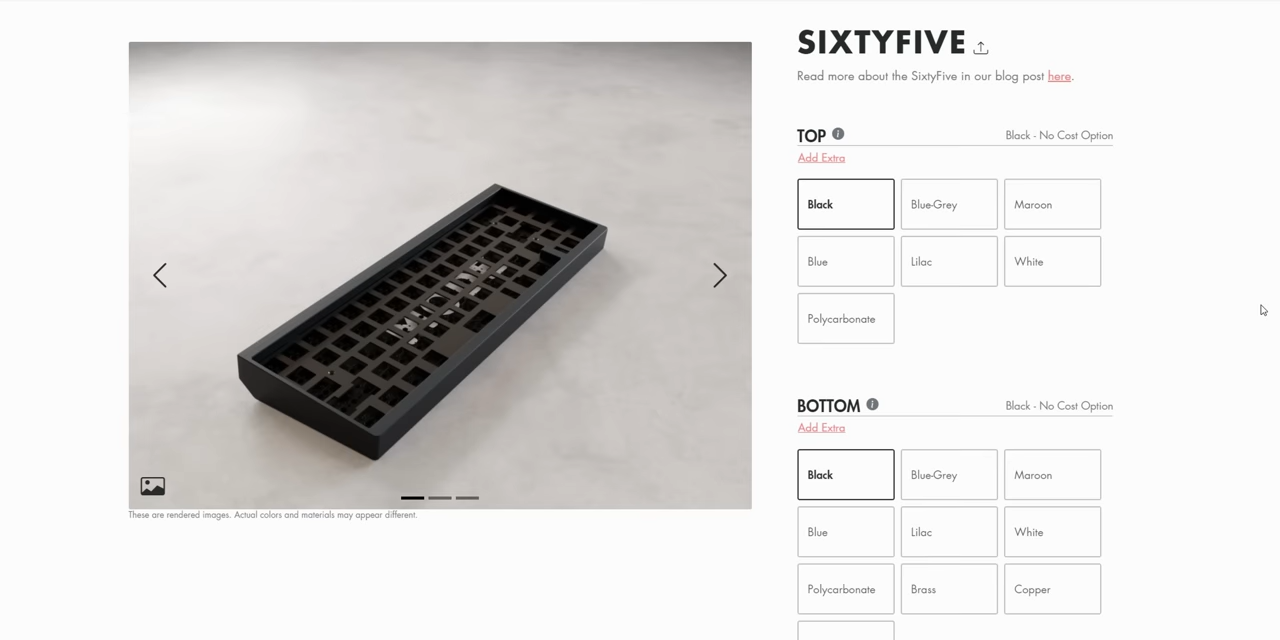 SIXTYFIVE
Read more about the SixtyFive in our blog post here.
TOP
Black - No Cost Option
Add Extra
Black
Blue-Grey
Maroon
Blue
Lilac
White
Polycarbonate
BOTTOM
Black - No Cost Option
Add Extra
Black
Blue-Grey
Maroon
Blue
Lilac
White
Polycarbonate
Brass
Copper
These are rendered images. Actual colors and materials may appear different.